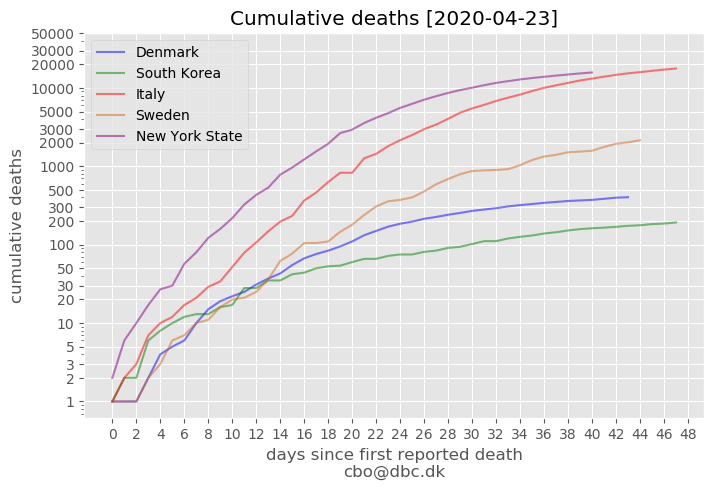 Cumulative deaths [2020-04-23]
Denmark
South Korea
Italy
Sweden
New York State
cumulative deaths
50000
30000
20000
10000
5000
3000
2000
1000
500
300
200
100
50
30
20
10
5
3
2
1
0 2 4 6 8 10 12 14 16 18 20 22 24 26 28 30 32 34 36 38 40 42 44 46 48
days since first reported death
cbo@dbc.dk